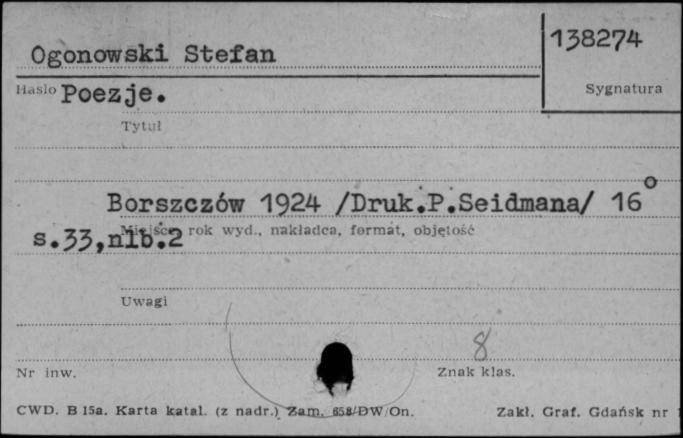 Ogonowski Stefan
138274
Hasło Poezje.
Sygnatura
Tytuł
Borszczów 1924 /Druk.P.Seidmana/ 16°
Miejsce, rok wyd., nakładca, format, objętość
s.33,nlb.2
Uwagi
8
Nr inw.
Znak klas.
CWD. B 15a. Karta katal. (z nadr.) Zam. 658/DW/On.
Zakł. Graf. Gdańsk nr